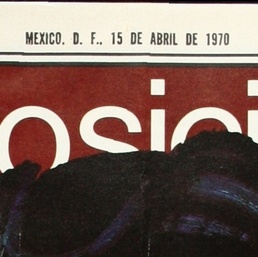 MEXICO. D. F., 15 DE ABRIL DE 1970
osici